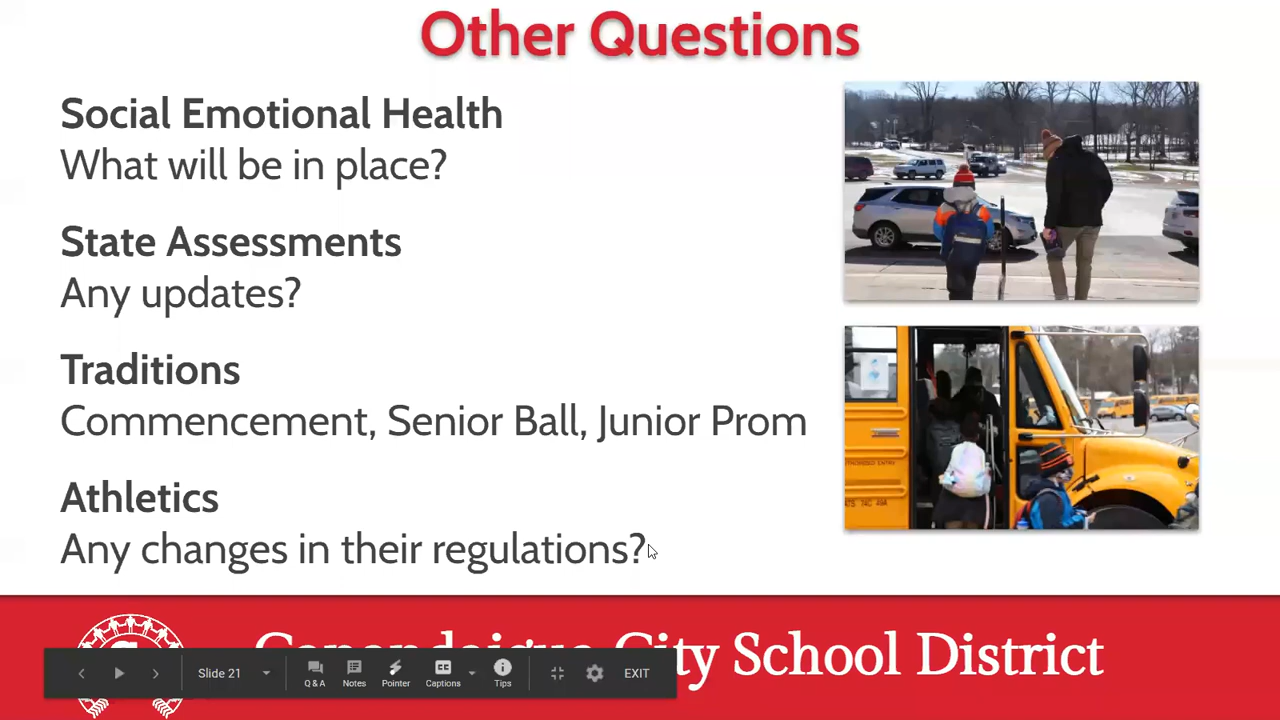 Other Questions
Social Emotional Health
What will be in place?
State Assessments
Any updates?
Traditions
Commencement, Senior Ball, Junior Prom
Athletics
Any changes in their regulations?
City School District
Slide 21
Q & A
Notes
Pointer
Captions
Tips
EXIT